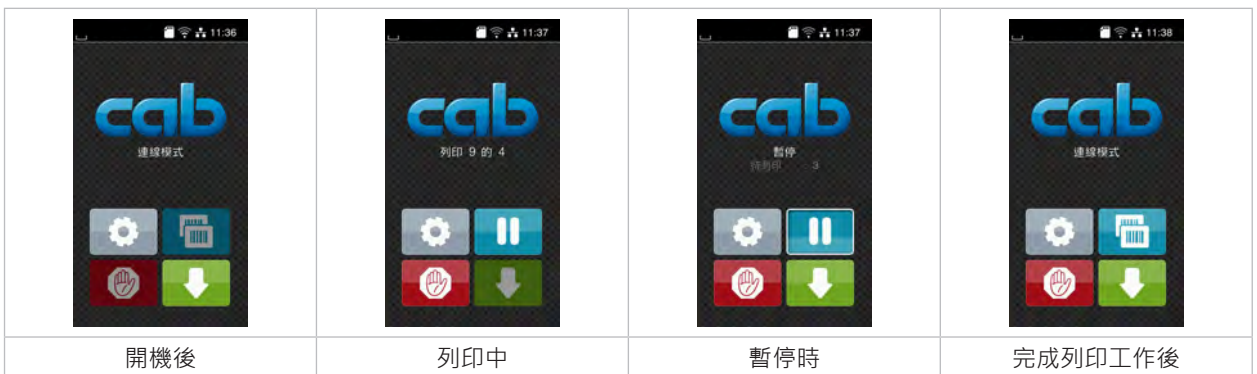 11:36
cab
連線模式
開機後
11:37
cab
列印 9 的 4
列印中
11:37
cab
暫停
3
暫停時
11:38
cab
連線模式
完成列印工作後